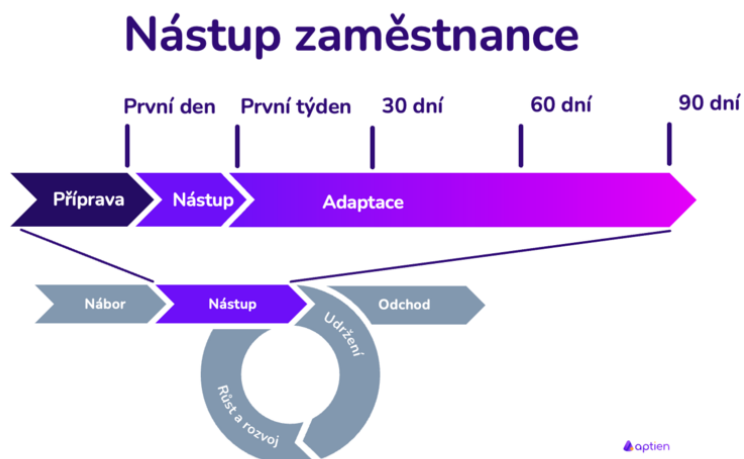 Nástup zaměstnance
První den
První týden
30 dní
60 dní
90 dní
Příprava
Nástup
Adaptace
Nábor
Nástup
Udržení
Odchod
Růst a rozvoj
aptien